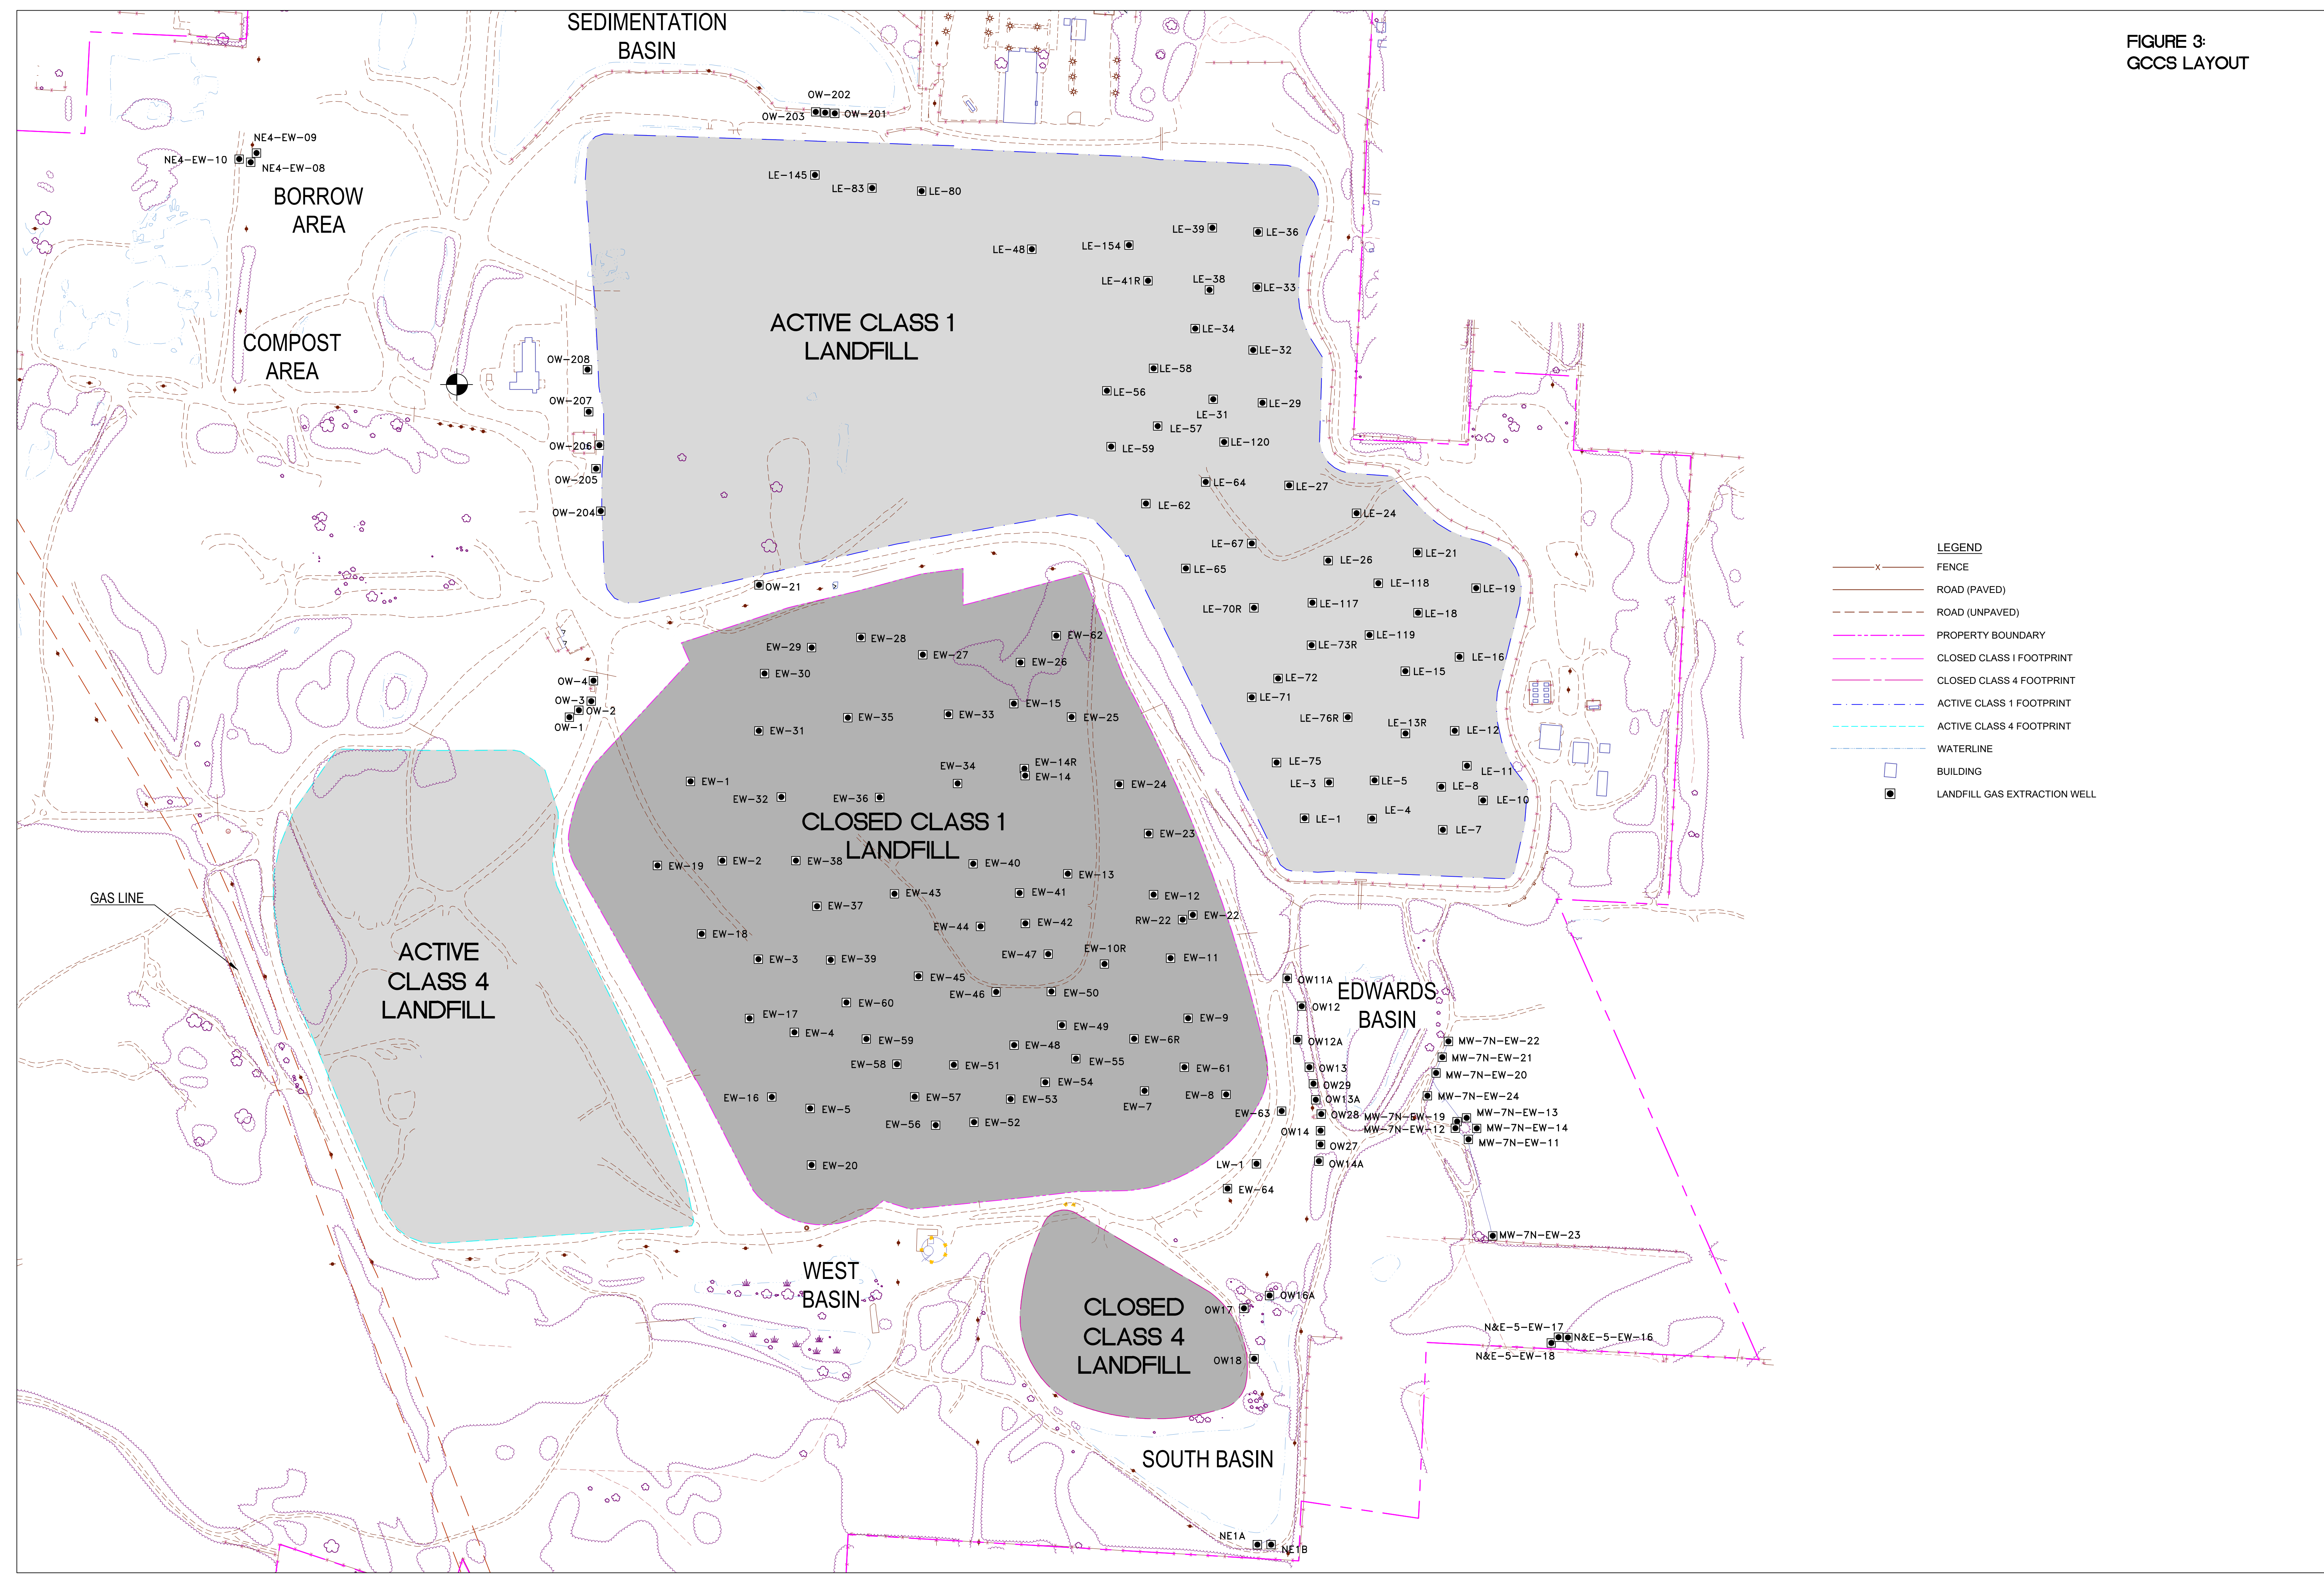 FIGURE 3:
GCCS LAYOUT
SEDIMENTATION
BASIN
OW-202
OW-203
OW-201
NE4-EW-09
NE4-EW-10
NE4-EW-08
BORROW
AREA
LE-145
LE-83
LE-80
LE-39
LE-36
LE-48
LE-154
LE-41R
LE-38
LE-33
ACTIVE CLASS 1
LANDFILL
LE-34
LE-32
COMPOST
AREA
OW-208
LE-58
LE-56
LE-31
LE-29
OW-207
LE-57
LE-120
LE-59
OW-206
OW-205
LE-64
LE-27
OW-204
LE-62
LE-24
LE-67
LE-26
LE-21
LE-65
LE-118
LE-19
OW-21
LE-70R
LE-117
LE-18
LE-119
LE-73R
LE-16
LE-15
LE-72
LE-71
LE-76R
LE-13R
LE-12
LE-75
LE-11
LE-3
LE-5
LE-8
LE-10
LE-1
LE-4
LE-7
LEGEND
FENCE
X
ROAD (PAVED)
ROAD (UNPAVED)
PROPERTY BOUNDARY
CLOSED CLASS I FOOTPRINT
CLOSED CLASS 4 FOOTPRINT
ACTIVE CLASS 1 FOOTPRINT
ACTIVE CLASS 4 FOOTPRINT
WATERLINE
BUILDING
LANDFILL GAS EXTRACTION WELL
7
7
OW-4
OW-3
OW-2
OW-1
EW-29
EW-28
EW-27
EW-62
EW-26
EW-30
EW-15
EW-35
EW-33
EW-25
EW-31
EW-34
EW-14R
EW-14
EW-1
EW-32
EW-36
EW-24
CLOSED CLASS 1
LANDFILL
EW-23
EW-19
EW-2
EW-38
EW-40
EW-13
EW-43
EW-41
EW-12
EW-37
RW-22
EW-22
EW-44
EW-42
EW-18
EW-47
EW-10R
EW-11
EW-3
EW-39
EW-45
EW-46
EW-50
EW-60
EW-17
EW-4
EW-59
EW-49
EW-9
EW-48
EW-6R
EW-58
EW-51
EW-55
EW-61
EW-54
EW-16
EW-57
EW-53
EW-7
EW-8
EW-5
EW-56
EW-52
EW-63
EW-20
LW-1
EW-64
GAS LINE
ACTIVE
CLASS 4
LANDFILL
OW11A
EDWARDS
BASIN
OW12
OW12A
OW13
OW29
OW13A
OW28
OW14
OW27
OW14A
MW-7N-EW-22
MW-7N-EW-21
MW-7N-EW-20
MW-7N-EW-24
MW-7N-EW-19
MW-7N-EW-13
MW-7N-EW-12
MW-7N-EW-14
MW-7N-EW-11
MW-7N-EW-23
WEST
BASIN
CLOSED
CLASS 4
LANDFILL
OW17
OW16A
OW18
N&E-5-EW-17
N&E-5-EW-16
N&E-5-EW-18
SOUTH BASIN
NE1A
NE1B